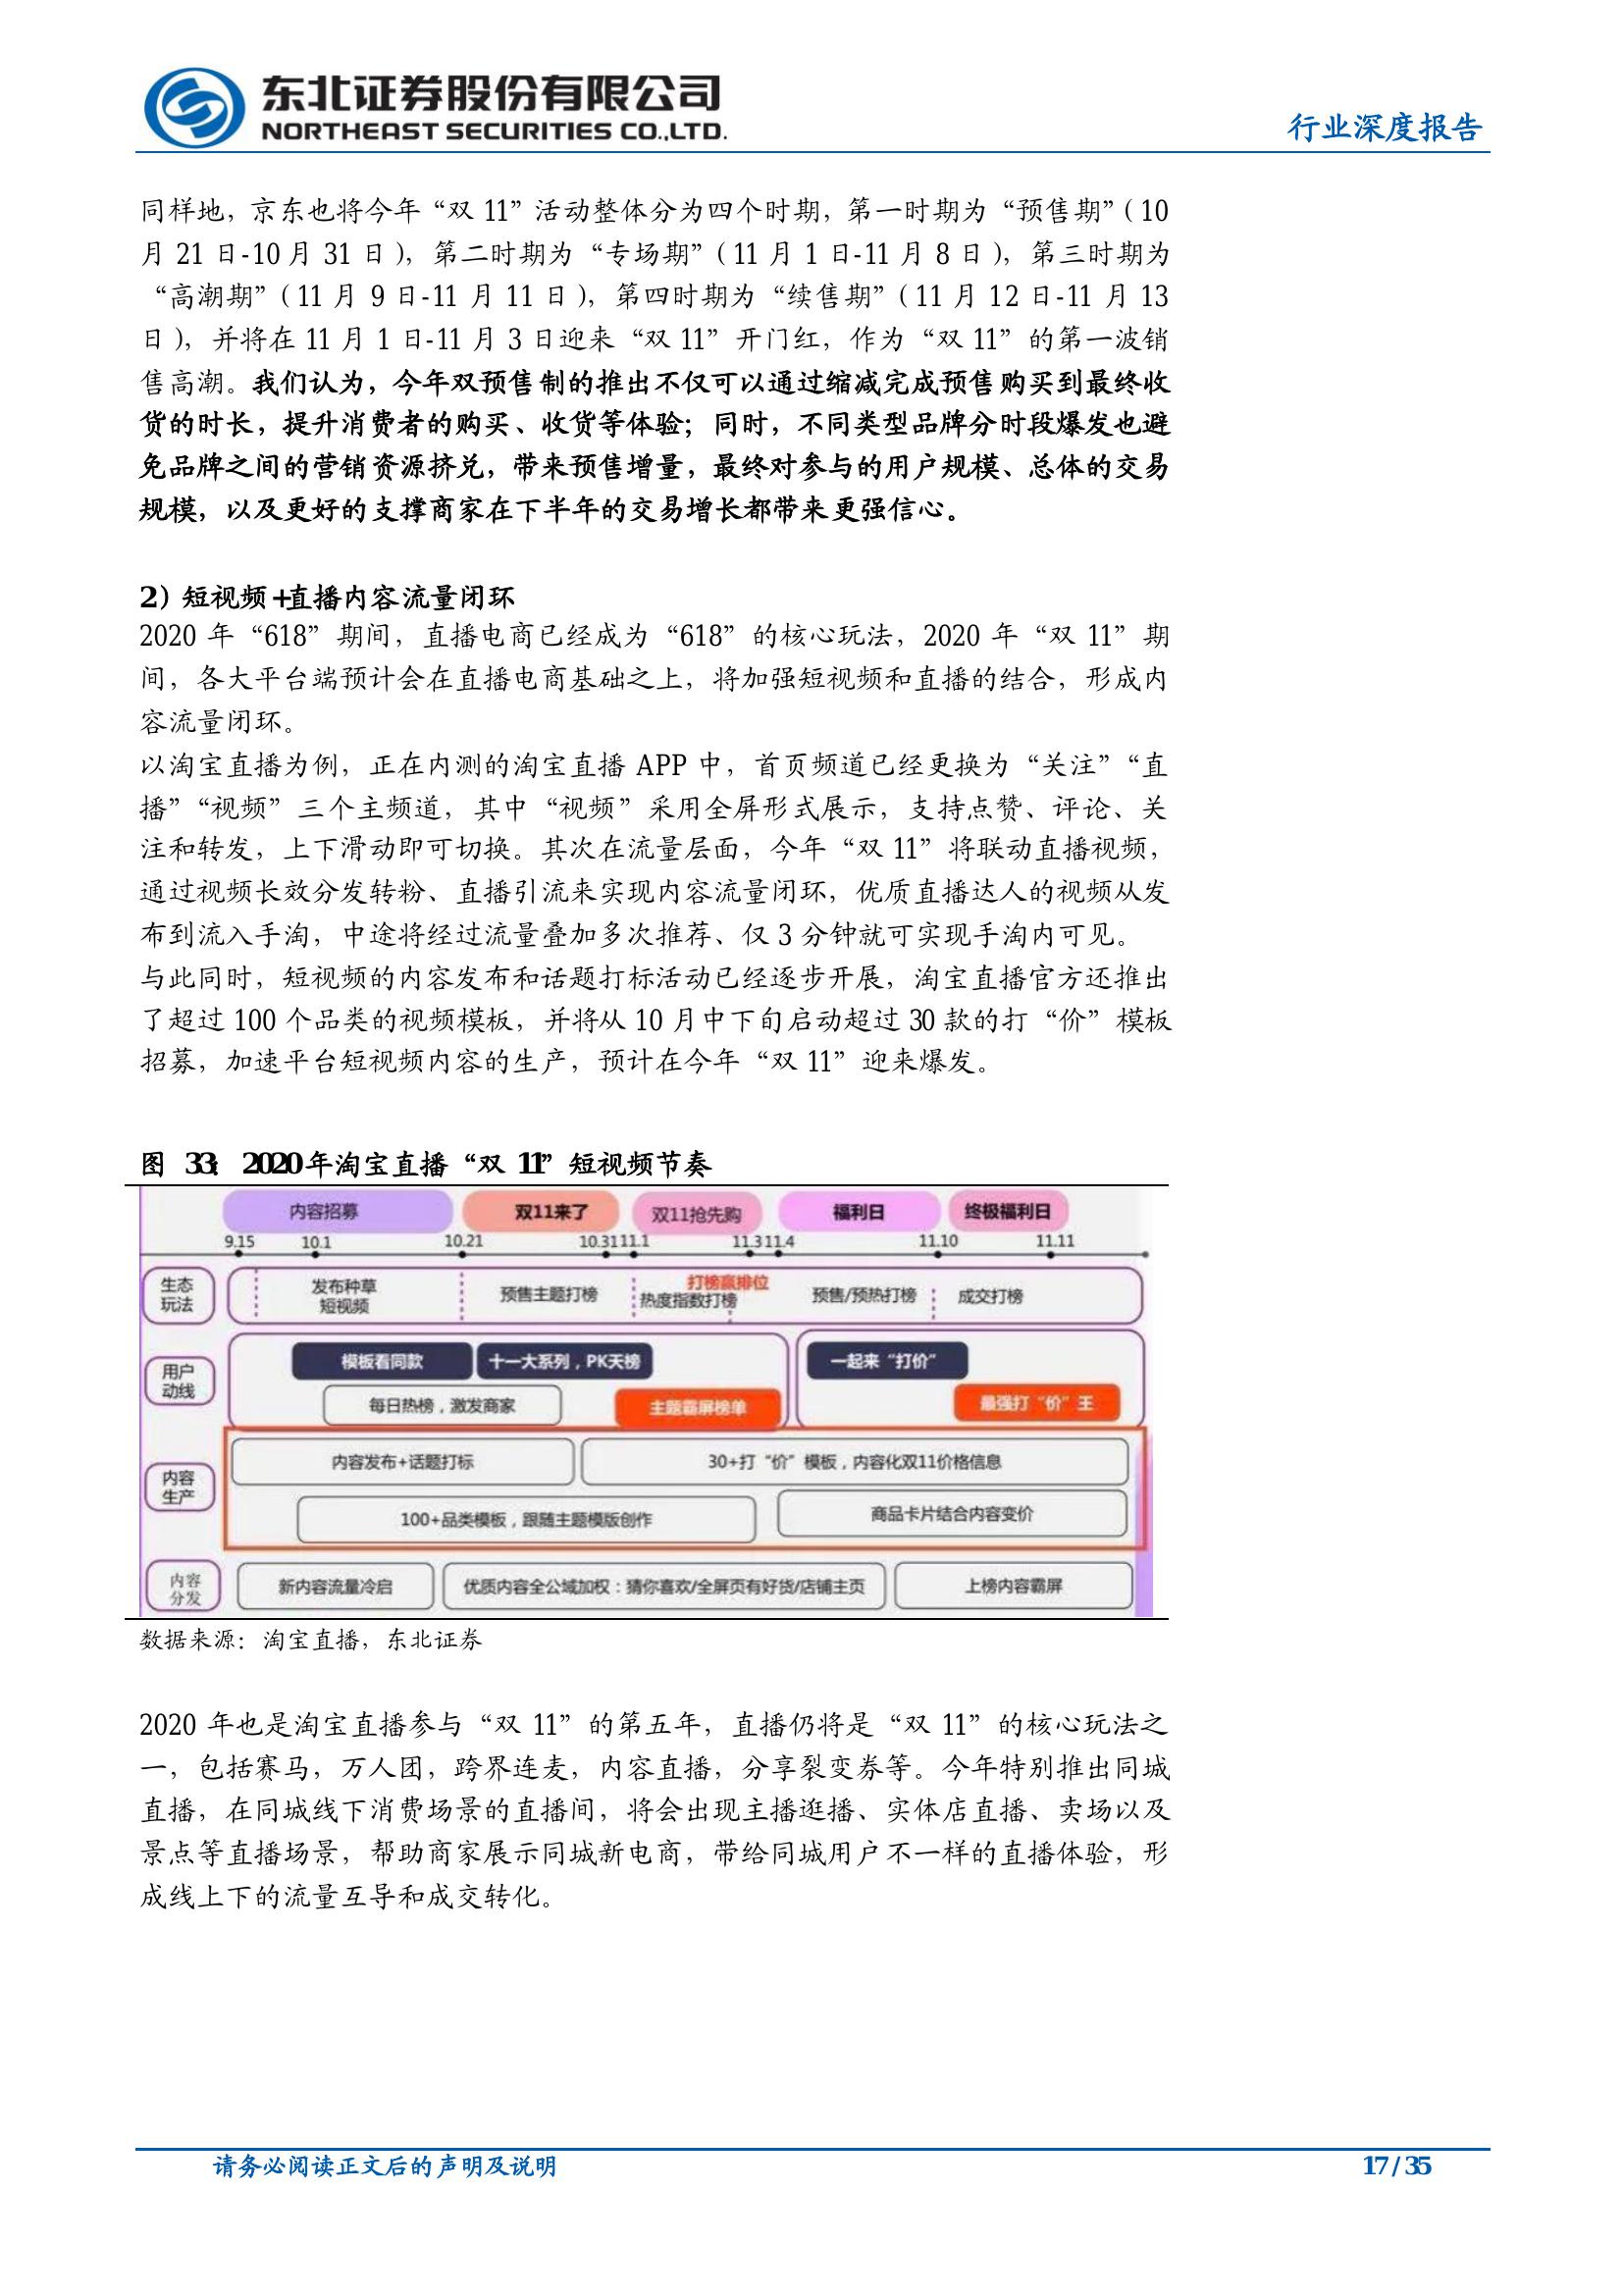 东北证券股份有限公司
NORTHEAST SECURITIES CO.,LTD.
行业深度报告
同样地，京东也将今年“双 11”活动整体分为四个时期，第一时期为“预售期”（10
月 21 日-10 月 31 日），第二时期为“专场期”（11 月 1 日-11 月 8 日），第三时期为
“高潮期”（11 月 9 日-11 月 11 日），第四时期为“续售期”（11 月 12 日-11 月 13
日），并将在 11 月 1 日-11 月 3 日迎来“双 11”开门红，作为“双 11”的第一波销
售高潮。我们认为，今年双预售制的推出不仅可以通过缩减完成预售购买到最终收
货的时长，提升消费者的购买、收货等体验；同时，不同类型品牌分时段爆发也避
免品牌之间的营销资源挤兑，带来预售增量，最终对参与的用户规模、总体的交易
规模，以及更好的支撑商家在下半年的交易增长都带来更强信心。
2）短视频+直播内容流量闭环
2020 年“618”期间，直播电商已经成为“618”的核心玩法，2020 年“双 11”期
间，各大平台端预计会在直播电商基础之上，将加强短视频和直播的结合，形成内
容流量闭环。
以淘宝直播为例，正在内测的淘宝直播 APP 中，首页频道已经更换为“关注”“直
播”“视频”三个主频道，其中“视频”采用全屏形式展示，支持点赞、评论、关
注和转发，上下滑动即可切换。其次在流量层面，今年“双 11”将联动直播视频，
通过视频长效分发转粉、直播引流来实现内容流量闭环，优质直播达人的视频从发
布到流入手淘，中途将经过流量叠加多次推荐、仅 3 分钟就可实现手淘内可见。
与此同时，短视频的内容发布和话题打标活动已经逐步开展，淘宝直播官方还推出
了超过 100 个品类的视频模板，并将从 10 月中下旬启动超过 30 款的打“价”模板
招募，加速平台短视频内容的生产，预计在今年“双 11”迎来爆发。
图 33：2020 年淘宝直播“双 11”短视频节奏
内容招募 双11来了 双11抢先购 福利日 终极福利日
9.15 10.1 10.21 10.31 11.1 11.3 11.4 11.10 11.11
生态
玩法
发布种草
短视频
预售主题打榜
打榜赢排位
热度指数打榜
预售/预热打榜
成交打榜
用户
动线
模板看同款 十一大系列，PK天榜 一起来“打价”
每日热榜，激发商家 主题霸屏榜单 最强打“价”王
内容
生产
内容发布+话题打标 30+打“价”模板，内容化双11价格信息
100+品类模板，跟随主题模版创作 商品卡片结合内容变价
内容
分发
新内容流量冷启 优质内容全公域加权：猜你喜欢/全屏页有好货/店铺主页 上榜内容霸屏
数据来源：淘宝直播，东北证券
2020 年也是淘宝直播参与“双 11”的第五年，直播仍将是“双 11”的核心玩法之
一，包括赛马，万人团，跨界连麦，内容直播，分享裂变券等。今年特别推出同城
直播，在同城线下消费场景的直播间，将会出现主播逛播、实体店直播、卖场以及
景点等直播场景，帮助商家展示同城新电商，带给同城用户不一样的直播体验，形
成线上下的流量互导和成交转化。
请务必阅读正文后的声明及说明
17 / 35